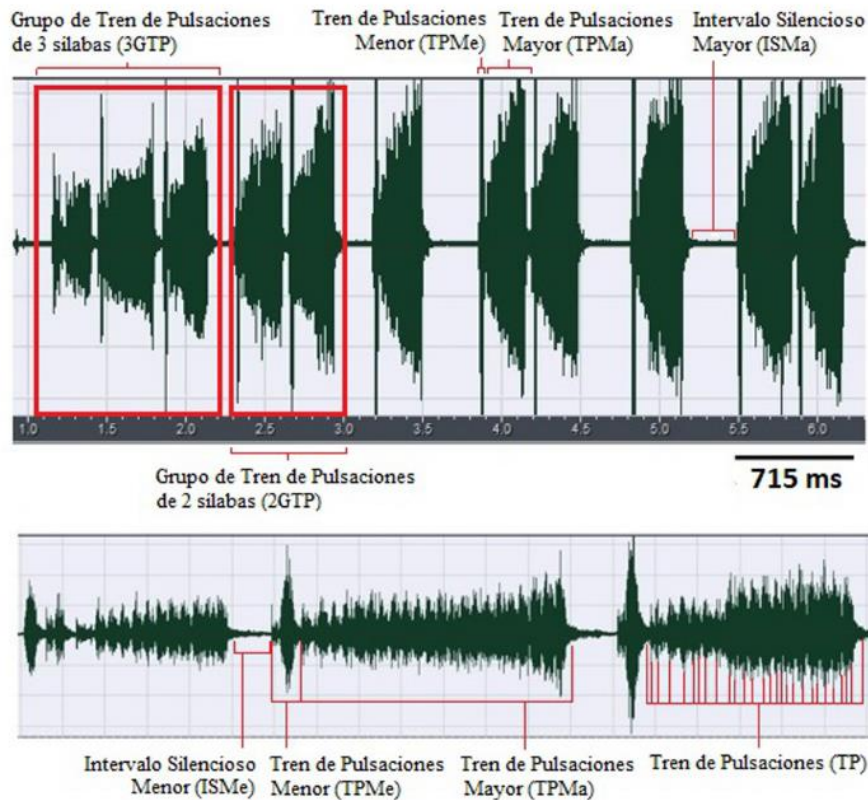 Grupo de Tren de Pulsaciones
de 3 sílabas (3GTP)
Tren de Pulsaciones
Menor (TPMe)
Tren de Pulsaciones
Mayor (TPMa)
Intervalo Silencioso
Mayor (ISMa)
1.0 1.5 2.0 2.5 3.0 3.5 4.0 4.5 5.0 5.5 6.0
Grupo de Tren de Pulsaciones
de 2 sílabas (2GTP)
715 ms
Intervalo Silencioso
Menor (ISMe)
Tren de Pulsaciones
Menor (TPMe)
Tren de Pulsaciones
Mayor (TPMa)
Tren de Pulsaciones (TP)